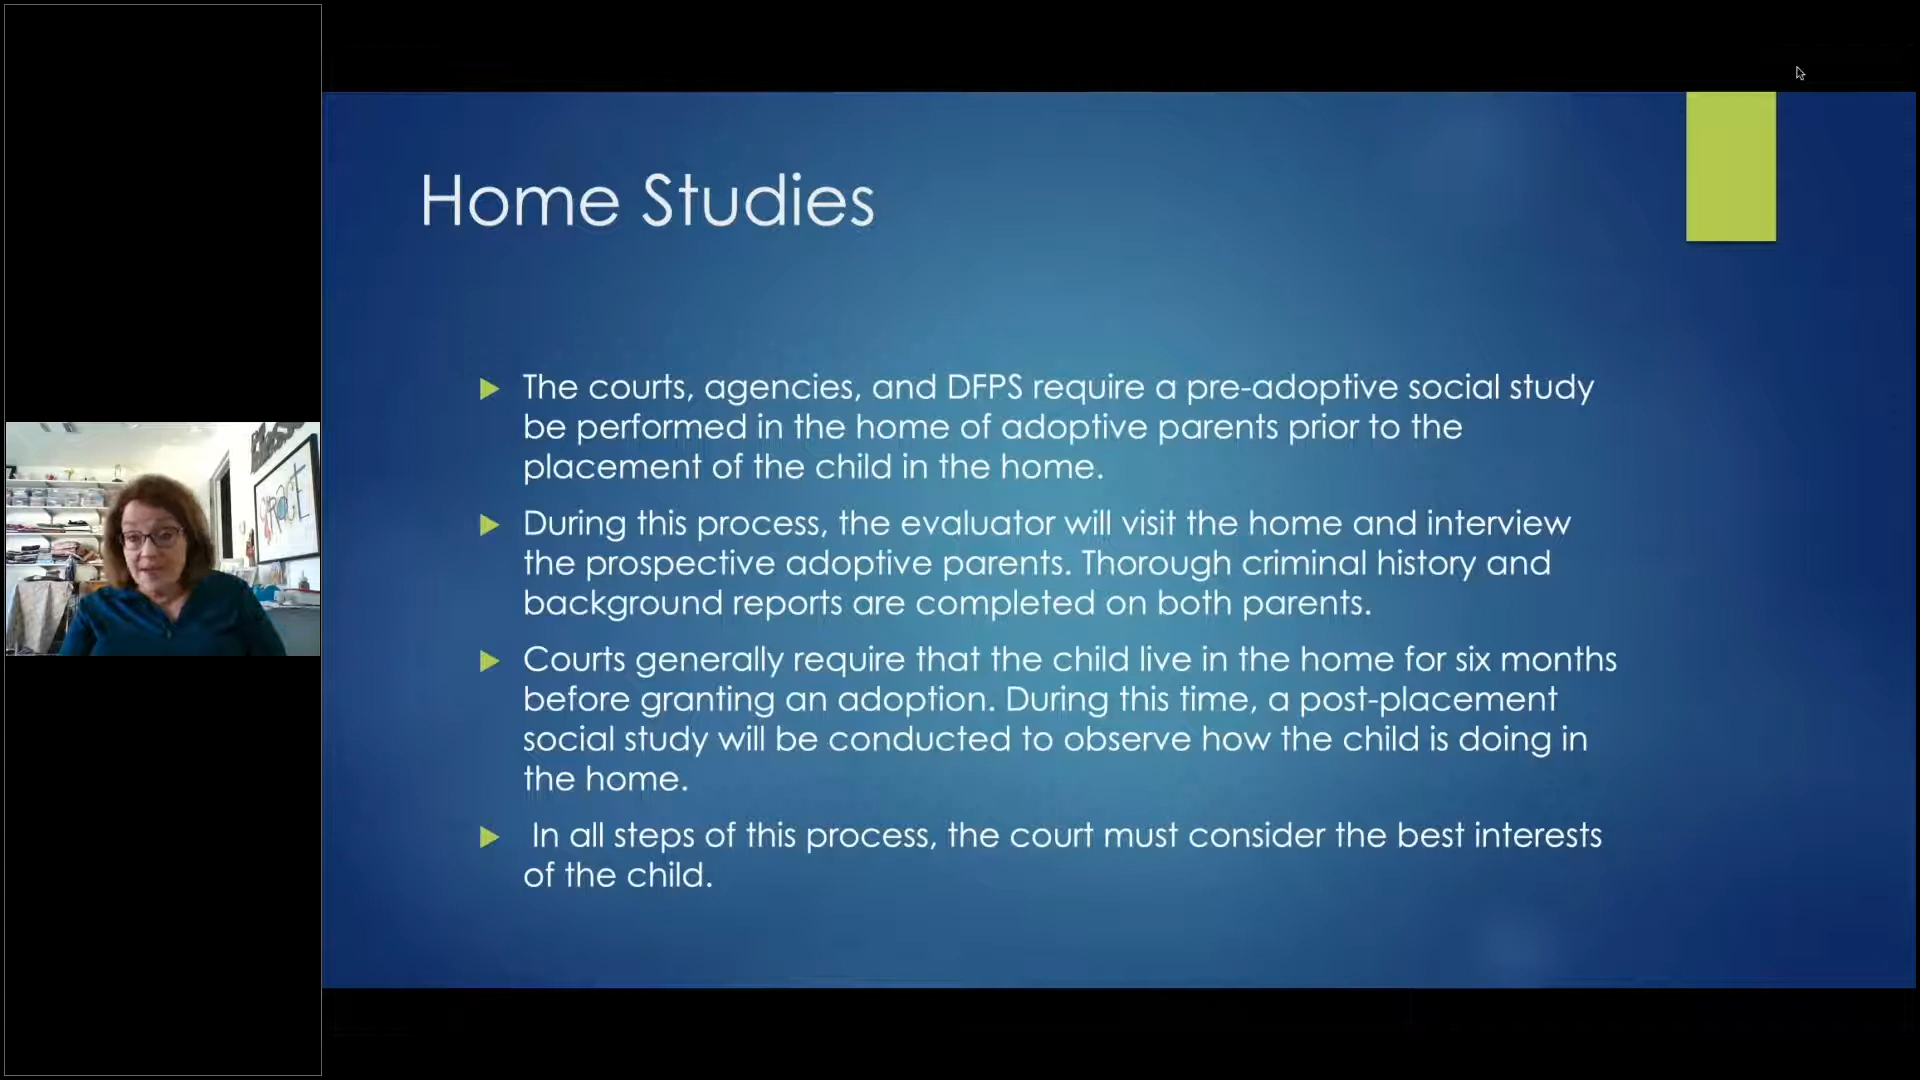 Home Studies
The courts, agencies, and DFPS require a pre-adoptive social study
be performed in the home of adoptive parents prior to the
placement of the child in the home.
During this process, the evaluator will visit the home and interview
the prospective adoptive parents. Thorough criminal history and
background reports are completed on both parents.
Courts generally require that the child live in the home for six months
before granting an adoption. During this time, a post-placement
social study will be conducted to observe how the child is doing in
the home.
In all steps of this process, the court must consider the best interests
of the child.
GRACE